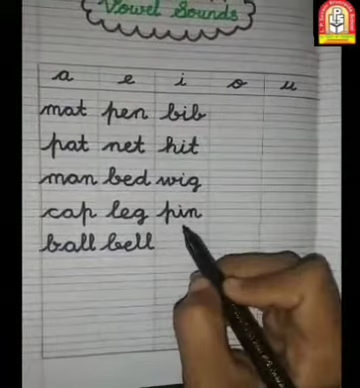 Vowel Sounds
a e i o u
mat pen bib
pat net hit
man bed wig
cap leg pin
ball bell